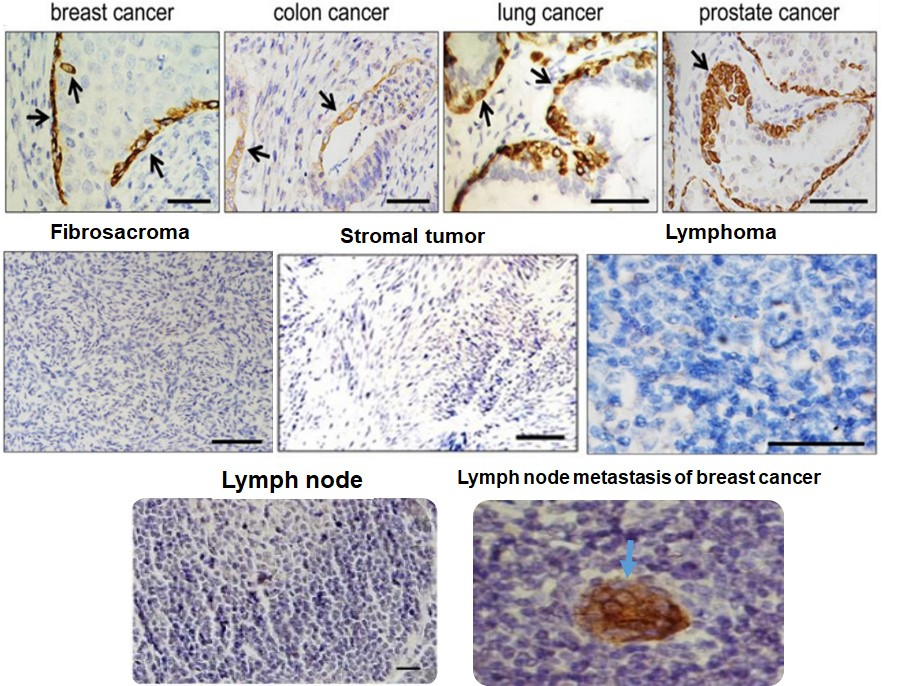 breast cancer
colon cancer
lung cancer
prostate cancer
Fibrosacroma
Stromal tumor
Lymphoma
Lymph node
Lymph node metastasis of breast cancer